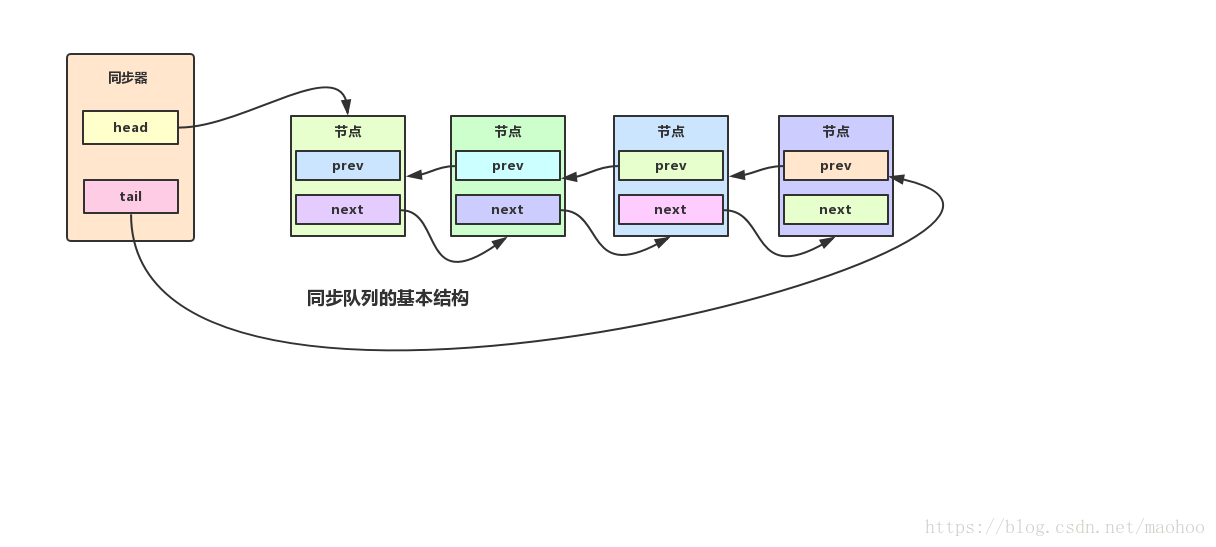 同步器
head
tail
节点
prev
next
节点
prev
next
节点
prev
next
节点
prev
next
同步队列的基本结构
https://blog.csdn.net/maohoo